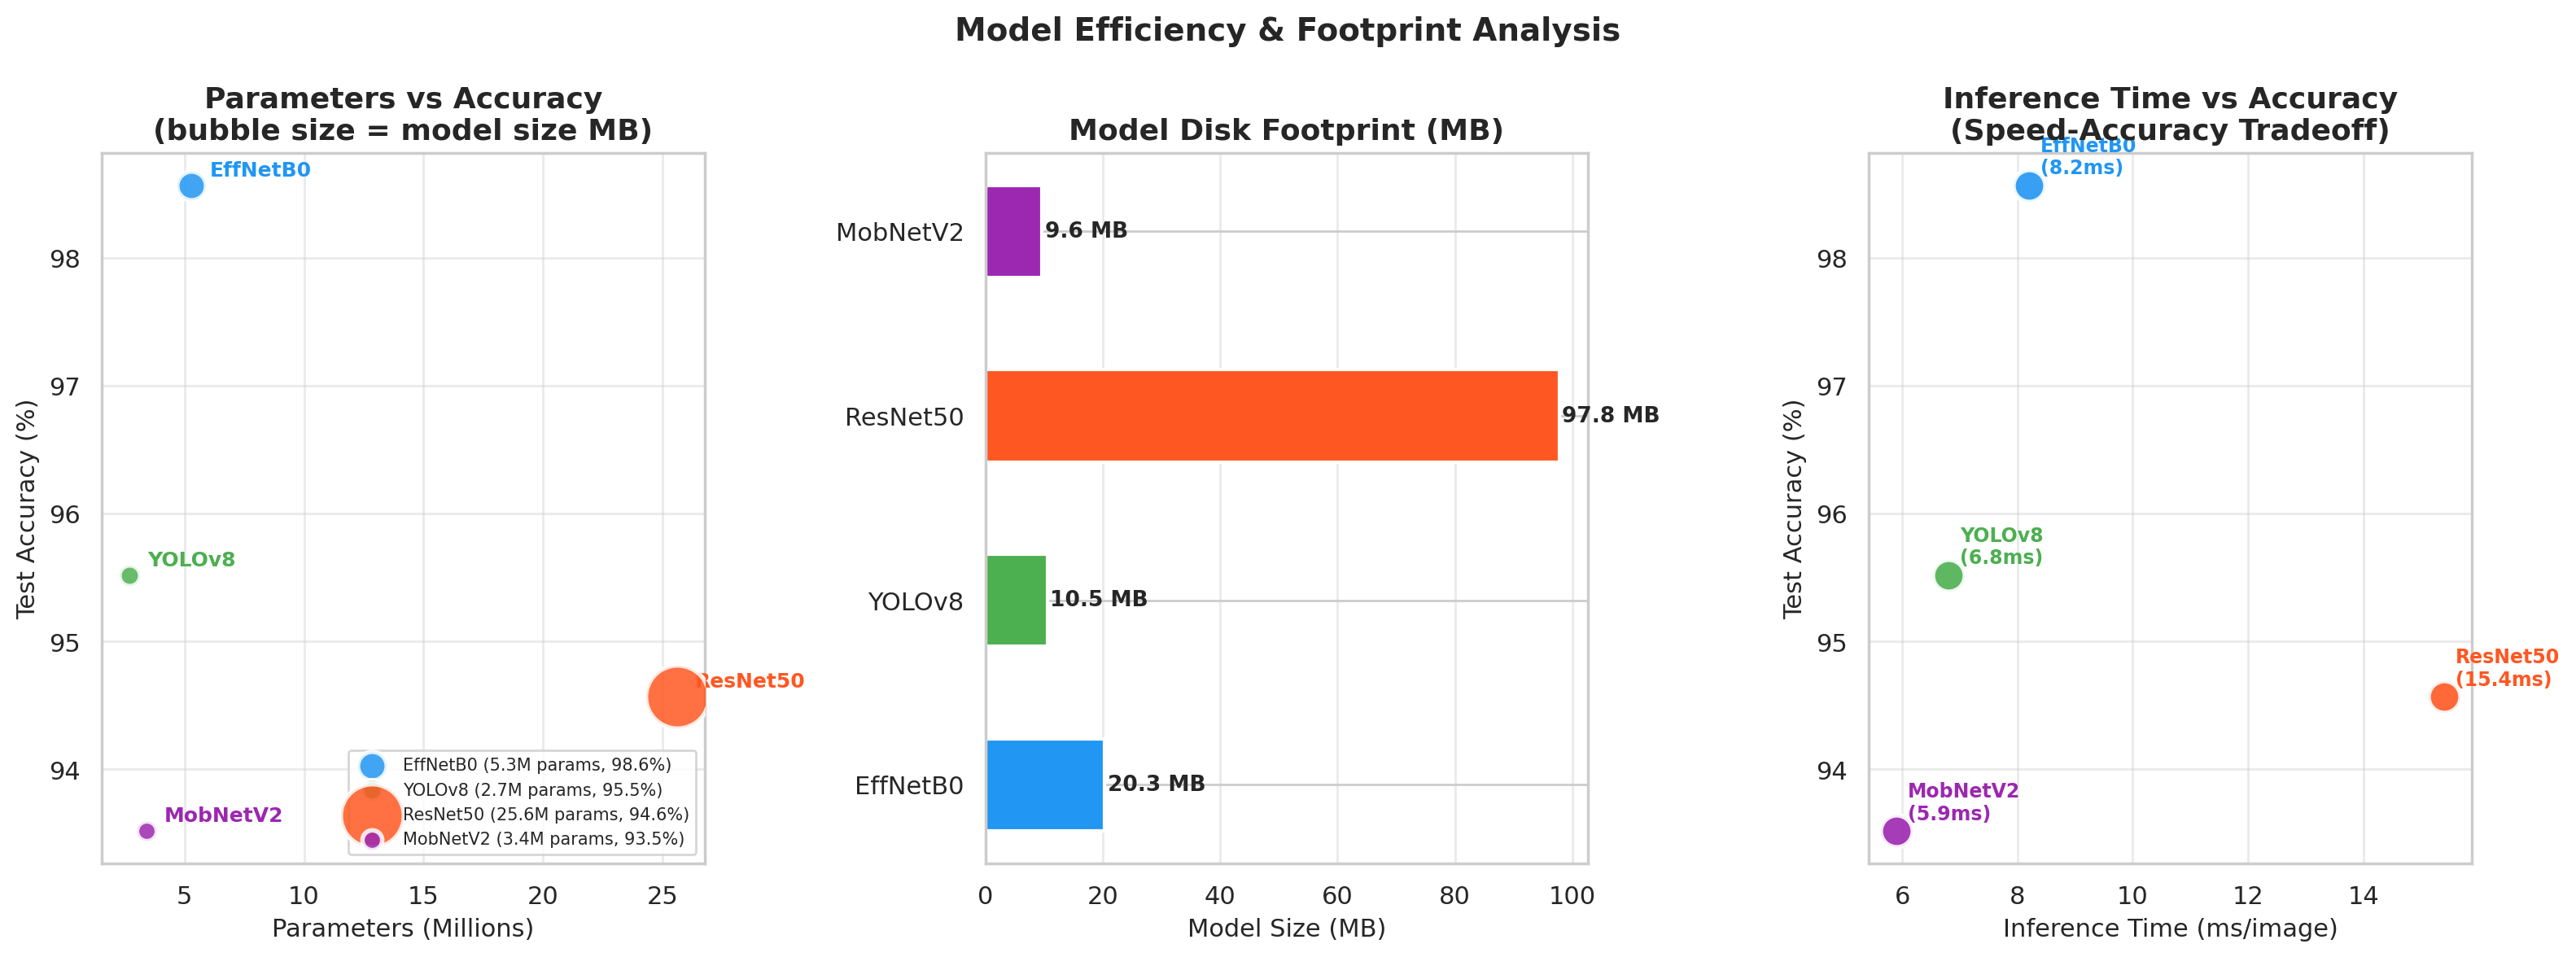 Model Efficiency & Footprint Analysis
Parameters vs Accuracy
(bubble size = model size MB)
Test Accuracy (%)
98
97
96
95
94
EffNetB0
YOLOv8
ResNet50
MobNetV2
EffNetB0 (5.3M params, 98.6%)
YOLOv8 (2.7M params, 95.5%)
ResNet50 (25.6M params, 94.6%)
MobNetV2 (3.4M params, 93.5%)
5
10
15
20
25
Parameters (Millions)
Model Disk Footprint (MB)
MobNetV2
9.6 MB
ResNet50
97.8 MB
YOLOv8
10.5 MB
EffNetB0
20.3 MB
0
20
40
60
80
100
Model Size (MB)
Inference Time vs Accuracy
(Speed-Accuracy Tradeoff)
Test Accuracy (%)
98
97
96
95
94
EffNetB0
(8.2ms)
YOLOv8
(6.8ms)
ResNet50
(15.4ms)
MobNetV2
(5.9ms)
6
8
10
12
14
Inference Time (ms/image)